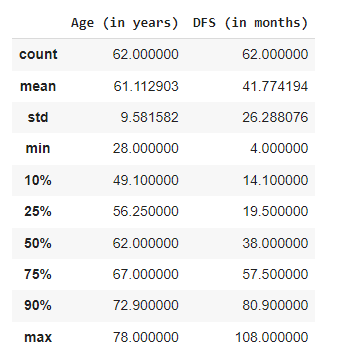 Age (in years) DFS (in months)
count 62.000000 62.000000
mean 61.112903 41.774194
std 9.581582 26.288076
min 28.000000 4.000000
10% 49.100000 14.100000
25% 56.250000 19.500000
50% 62.000000 38.000000
75% 67.000000 57.500000
90% 72.900000 80.900000
max 78.000000 108.000000